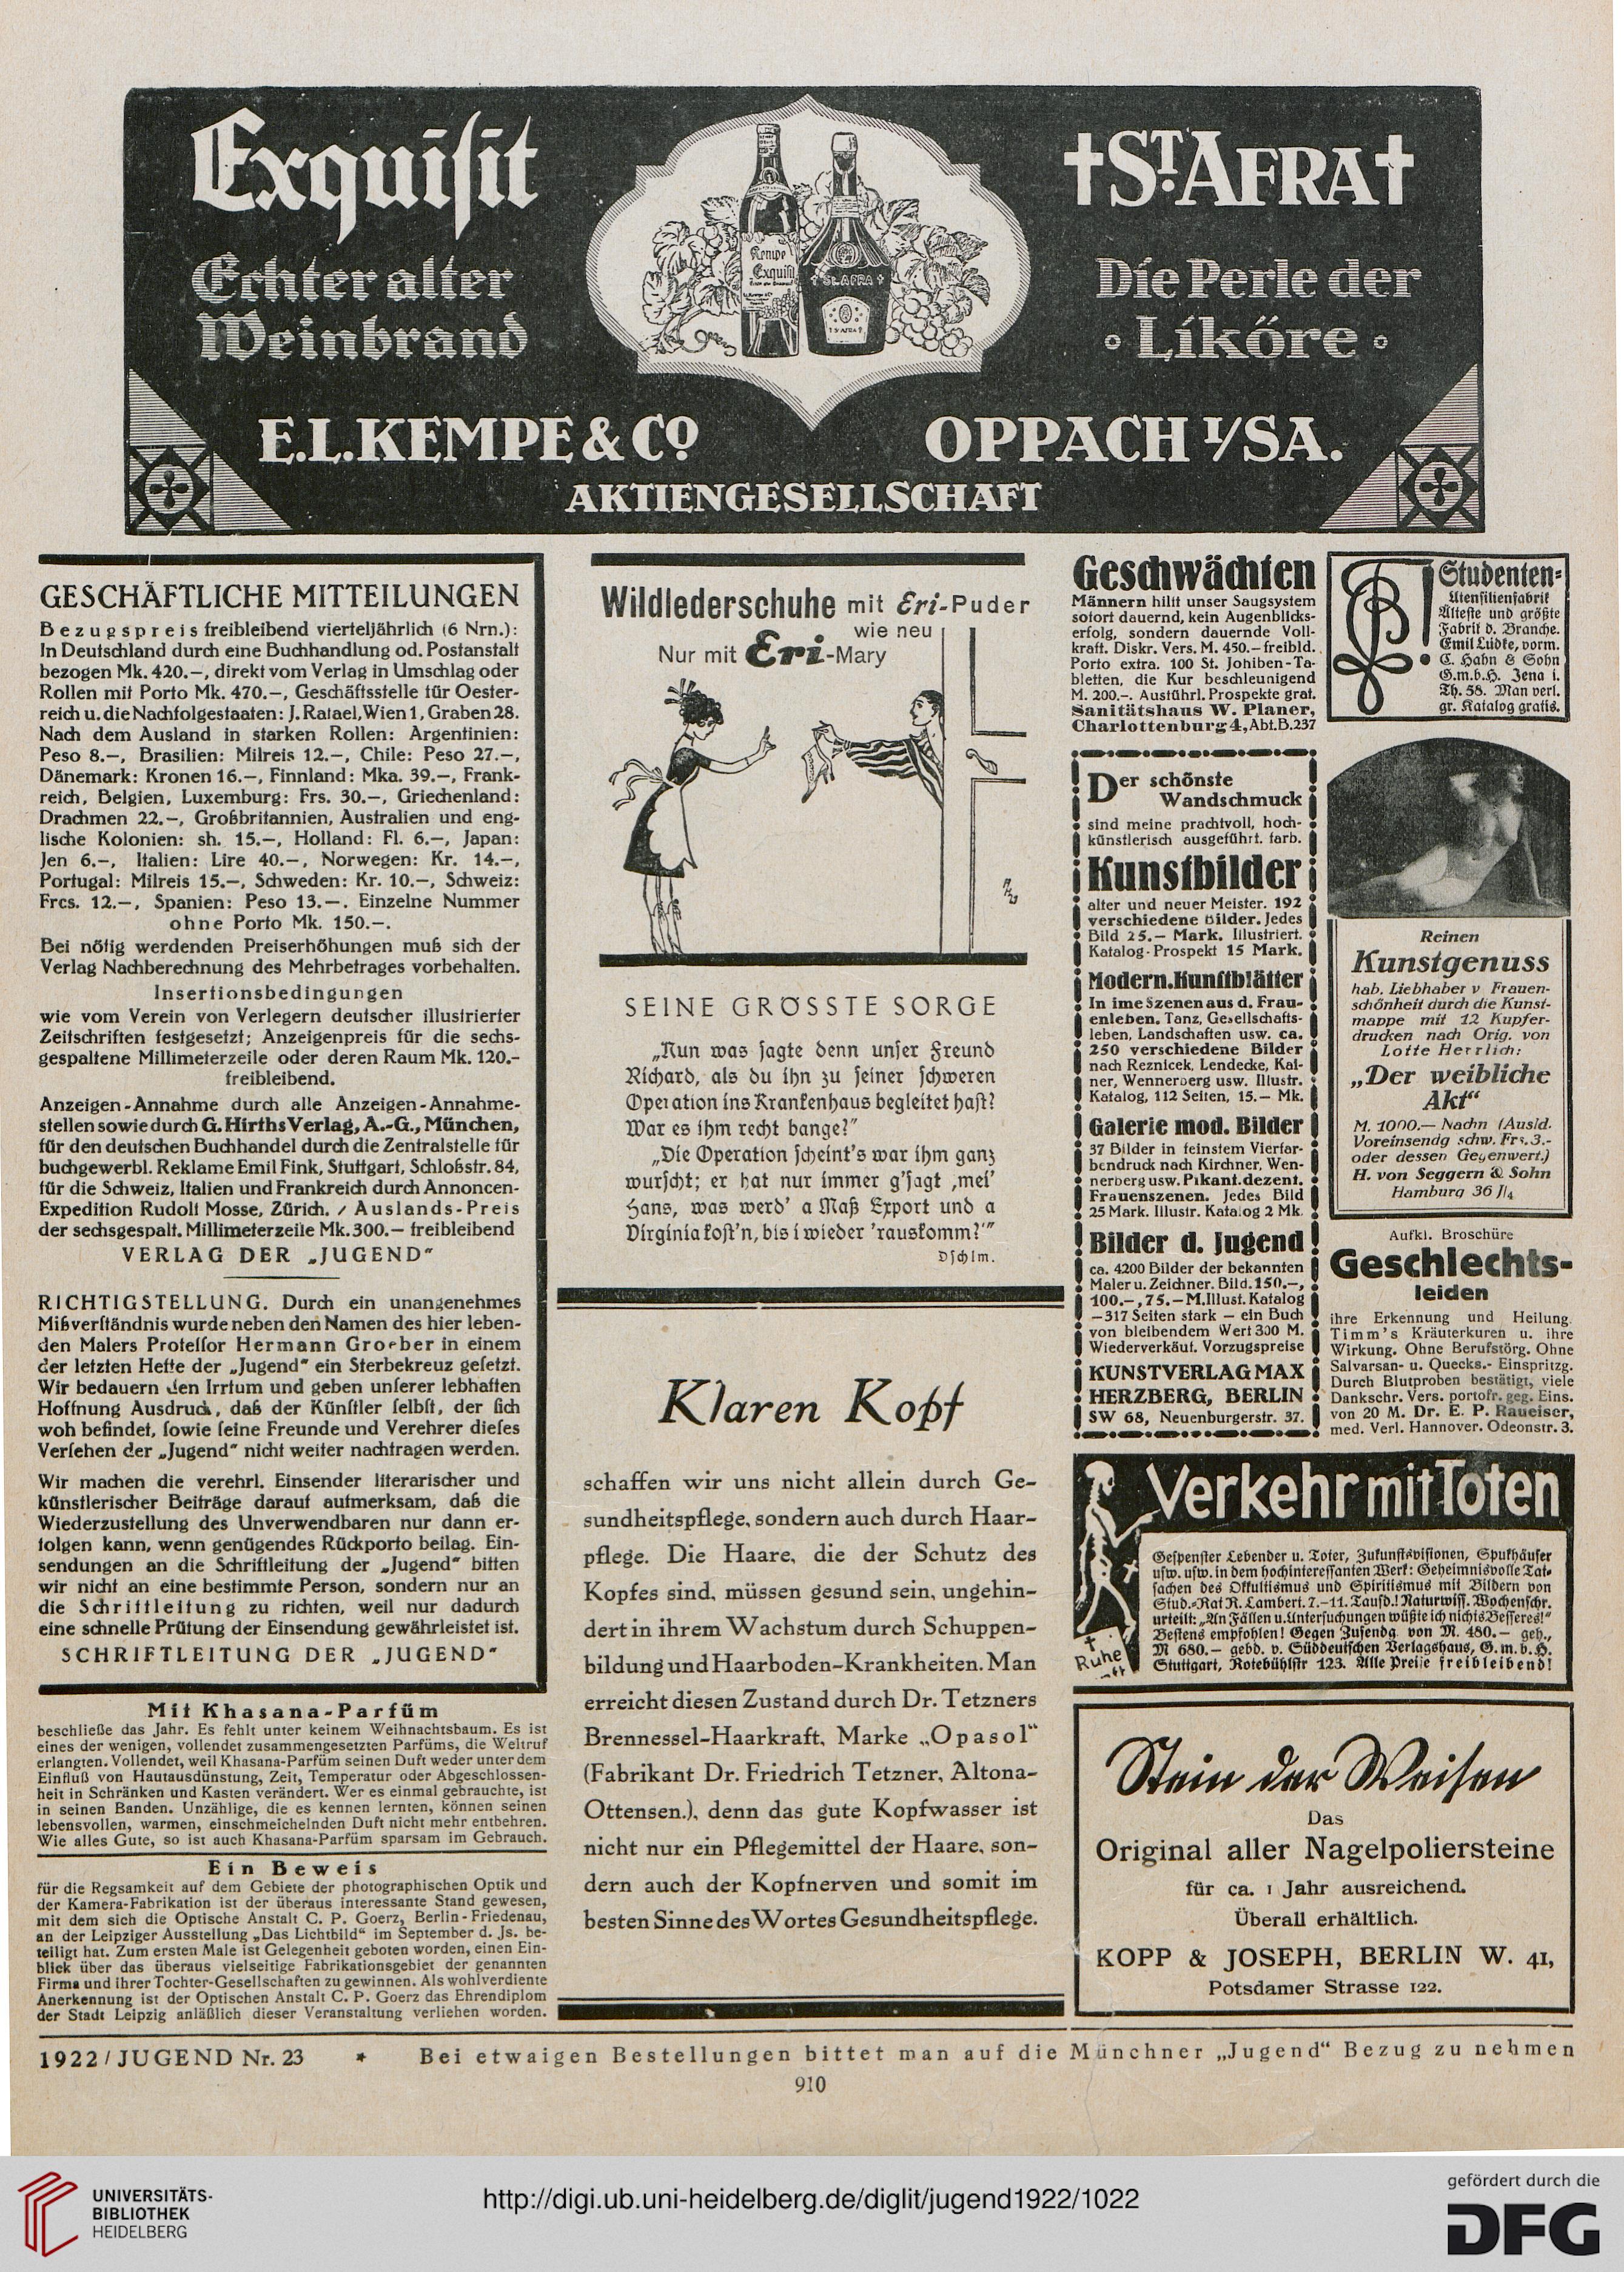 Exquiſit
Echter alter
Weinbrand
Kempe
Exquiſit
† ST. AFRA †
† ST. AFRA †
Die Perle der
Liköre
E. L. KEMPE & Co
OPPACH i/SA.
AKTIENGESELLSCHAFT
GESCHÄFTLICHE MITTEILUNGEN
Bezugspreis freibleibend vierteljährlich (6 Nrn.):
In Deutschland durch eine Buchhandlung od. Postanstalt
bezogen Mk. 420.–, direkt vom Verlag in Umschlag oder
Rollen mit Porto Mk. 470.–, Geschäftsstelle für Oester-
reich u. die Nachfolgestaaten: J. Rafael, Wien 1, Graben 28.
Nach dem Ausland in starken Rollen: Argentinien:
Peso 8.–, Brasilien: Milreis 12.–, Chile: Peso 27.–,
Dänemark: Kronen 16.–, Finnland: Mka. 39.–, Frank-
reich, Belgien, Luxemburg: Frs. 30.–, Griechenland:
Drachmen 22.–, Großbritannien, Australien und eng-
lische Kolonien: sh. 15.–, Holland: Fl. 6.–, Japan:
Jen 6.–, Italien: Lire 40.–, Norwegen: Kr. 14.–,
Portugal: Milreis 15.–, Schweden: Kr. 10.–, Schweiz:
Frcs. 12.–, Spanien: Peso 13.–. Einzelne Nummer
ohne Porto Mk. 150.–.
Bei nötig werdenden Preiserhöhungen muß sich der
Verlag Nachberechnung des Mehrbetrages vorbehalten.
Insertionsbedingungen
wie vom Verein von Verlegern deutscher illustrierter
Zeitschriften festgesetzt; Anzeigenpreis für die sechs-
gespaltene Millimeterzeile oder deren Raum Mk. 120.-
freibleibend.
Anzeigen-Annahme durch alle Anzeigen-Annahme-
stellen sowie durch G. Hirths Verlag, A.-G., München,
für den deutschen Buchhandel durch die Zentralstelle für
buchgewerbl. Reklame Emil Fink, Stuttgart, Schloßstr. 84,
für die Schweiz, Italien und Frankreich durch Annoncen-
Expedition Rudolf Mosse, Zürich. / Auslands-Preis
der sechsgespalt. Millimeterzeile Mk. 300.– freibleibend
VERLAG DER „JUGEND"
RICHTIGSTELLUNG. Durch ein unangenehmes
Mißverſtändnis wurde neben den Namen des hier leben-
den Malers Profeſſor Hermann Groeber in einem
der letzten Hefte der „Jugend" ein Sterbekreuz geſetzt.
Wir bedauern den Irrtum und geben unſerer lebhaften
Hoffnung Ausdruck, daß der Künſtler ſelbſt, der ſich
woh befindet, ſowie ſeine Freunde und Verehrer dieſes
Verſehen der „Jugend" nicht weiter nachtragen werden.
Wir machen die verehrl. Einsender literarischer und
künstlerischer Beiträge darauf aufmerksam, daß die
Wiederzustellung des Unverwendbaren nur dann er-
folgen kann, wenn genügendes Rückporto beilag. Ein-
sendungen an die Schriftleitung der „Jugend" bitten
wir nicht an eine bestimmte Person, sondern nur an
die Schriftleitung zu richten, weil nur dadurch
eine schnelle Prüfung der Einsendung gewährleistet ist.
SCHRIFTLEITUNG DER „JUGEND"
Mit Khasana-Parfüm
beschließe das Jahr. Es fehlt unter keinem Weihnachtsbaum. Es ist
eines der wenigen, vollendet zusammengesetzten Parfüms, die Weltruf
erlangten. Vollendet, weil Khasana-Parfüm seinen Duft weder unter dem
Einfluß von Hautausdünstung, Zeit, Temperatur oder Abgeschlossen-
heit in Schränken und Kasten verändert. Wer es einmal gebrauchte, ist
in seinen Banden. Unzählige, die es kennen lernten, können seinen
lebensvollen, warmen, einschmeichelnden Duft nicht mehr entbehren.
Wie alles Gute, so ist auch Khasana-Parfüm sparsam im Gebrauch.
Ein Beweis
für die Regsamkeit auf dem Gebiete der photographischen Optik und
der Kamera-Fabrikation ist der überaus interessante Stand gewesen,
mit dem sich die Optische Anstalt C. P. Goerz, Berlin-Friedenau,
an der Leipziger Ausstellung „Das Lichtbild" im September d. Js. be-
teiligt hat. Zum ersten Male ist Gelegenheit geboten worden, einen Ein-
blick über das überaus vielseitige Fabrikationsgebiet der genannten
Firma und ihrer Tochter-Gesellschaften zu gewinnen. Als wohlverdiente
Anerkennung ist der Optischen Anstalt C. P. Goerz das Ehrendiplom
der Stadt Leipzig anläßlich dieser Veranstaltung verliehen worden.
Wildlederschuhe mit Eri-Puder
wie neu
Nur mit Eri-Mary
SEINE GRÖSSTE SORGE
„Nun was ſagte denn unſer Freund
Richard, als du ihn zu ſeiner ſchweren
Operation ins Krankenhaus begleitet haſt?
War es ihm recht bange?"
„Die Operation ſcheint's war ihm ganz
wurſcht; er hat nur immer g'ſagt ‚mei'
Hans, was werd' a Maß Export und a
Virginia koſt'n, bis i wieder 'rauskomm?'"
Dſchlm.
Klaren Kopf
schaffen wir uns nicht allein durch Ge-
sundheitspflege, sondern auch durch Haar-
pflege. Die Haare, die der Schutz des
Kopfes sind, müssen gesund sein, ungehin-
dert in ihrem Wachstum durch Schuppen-
bildung und Haarboden-Krankheiten. Man
erreicht diesen Zustand durch Dr. Tetzners
Brennessel-Haarkraft, Marke „Opasol"
(Fabrikant Dr. Friedrich Tetzner, Altona-
Ottensen.), denn das gute Kopfwasser ist
nicht nur ein Pflegemittel der Haare, son-
dern auch der Kopfnerven und somit im
besten Sinne des Wortes Gesundheitspflege.
Geschwächten
Männern hilft unser Saugsystem
sofort dauernd, kein Augenblicks-
erfolg, sondern dauernde Voll-
kraft. Diskr. Vers. M. 450.– freibld.
Porto extra. 100 St. Johiben-Ta-
bletten, die Kur beschleunigend
M. 200.–. Ausführl. Prospekte grat.
Sanitätshaus W. Planer,
Charlottenburg 4, Abt. B. 237
Studenten-
Utenſilienfabrik
Älteſte und größte
Fabrik d. Branche.
Emil Lüdke, vorm.
C. Hahn & Sohn
G.m.b.H. Jena i.
Th. 58. Man verl.
gr. Katalog gratis.
Der schönste
Wandschmuck
sind meine prachtvoll, hoch-
künstlerisch ausgeführt. farb.
Kunstbilder
alter und neuer Meister. 192
verschiedene Bilder. Jedes
Bild 25.– Mark. Illustriert.
Katalog-Prospekt 15 Mark.
Modern. Kunſtblätter
In ime Szenen aus d. Frau-
enleben. Tanz, Gesellschafts-
leben, Landschaften usw. ca.
250 verschiedene Bilder
nach Reznicek, Lendecke, Kai-
ner, Wennerberg usw. Illustr.
Katalog, 112 Seiten, 15.– Mk.
Galerie mod. Bilder
37 Bilder in feinstem Vierfar-
bendruck nach Kirchner, Wen-
nerberg usw. Pikant. dezent.
Frauenszenen. Jedes Bild
25 Mark. Illustr. Katalog 2 Mk.
Bilder d. Jugend
ca. 4200 Bilder der bekannten
Maler u. Zeichner. Bild. 150.–,
100.–, 75.– M. Illust. Katalog
–317 Seiten stark – ein Buch
von bleibendem Wert 300 M.
Wiederverkäuf. Vorzugspreise
KUNSTVERLAG MAX
HERZBERG, BERLIN
SW 68, Neuenburgerstr. 37.
Reinen
Kunstgenuss
hab. Liebhaber v Frauen-
schönheit durch die Kunst-
mappe mit 12 Kupfer-
drucken nach Orig. von
Lotte Herrlich:
„Der weibliche
Akt"
M. 1000.— Nachn (Ausld.
Voreinsendg schw. Frs. 3.-
oder dessen Gegenwert.)
H. von Seggern & Sohn
Hamburg 36 J/4
Aufkl. Broschüre
Geschlechts-
leiden
ihre Erkennung und Heilung.
Timm's Kräuterkuren u. ihre
Wirkung. Ohne Berufstörg. Ohne
Salvarsan- u. Quecks.- Einspritzg.
Durch Blutproben bestätigt, viele
Dankschr. Vers. portofr. geg. Eins.
von 20 M. Dr. E. P. Raueiser,
med. Verl. Hannover. Odeonstr. 3.
Verkehr mit Toten
Geſpenſter Lebender u. Toter, Zukunftsviſionen, Spukhäuſer
uſw. uſw. in dem hochintereſſanten Werk: Geheimnisvolle Tat-
ſachen des Okkultismus und Spiritismus mit Bildern von
Stud.-Rat R. Lambert. 7.–11. Tauſd.! Naturwiſſ. Wochenſchr.
urteilt: „An Fällen u. Unterſuchungen wüßte ich nichts Beſſeres!"
Beſtens empfohlen! Gegen Zuſendg. von M. 480.– geh.,
M 680.– gebd. v. Süddeutſchen Verlagshaus, G. m. b. H.
Stuttgart, Rotebühlſtr 123. Alle Preiſe freibleibend!
Ruhe
Stein der Weisen
Das
Original aller Nagelpoliersteine
für ca. 1 Jahr ausreichend.
Überall erhältlich.
KOPP & JOSEPH, BERLIN W. 41,
Potsdamer Strasse 122.
1922 / JUGEND Nr. 23 * Bei etwaigen Bestellungen bittet man auf die Münchner „Jugend" Bezug zu nehmen
910
UNIVERSITÄTS-
BIBLIOTHEK
HEIDELBERG
http://digi.ub.uni-heidelberg.de/diglit/jugend1922/1022
gefördert durch die
DFG